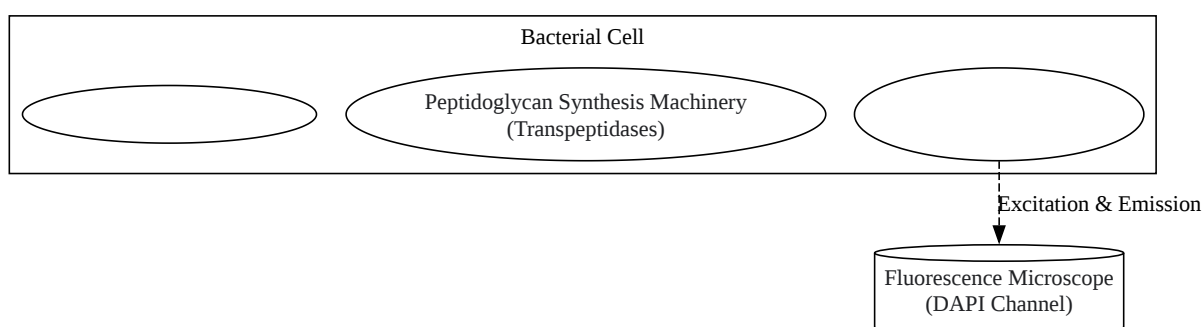 Bacterial Cell
Peptidoglycan Synthesis Machinery
(Transpeptidases)
Excitation & Emission
Fluorescence Microscope
(DAPI Channel)